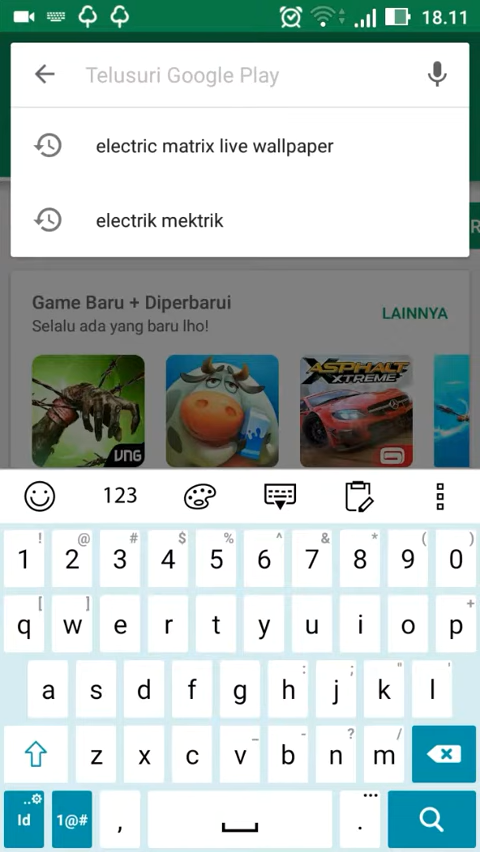 18.11
Telusuri Google Play
electric matrix live wallpaper
electrik mektrik
R
Game Baru + Diperbarui
LAINNYA
Selalu ada yang baru lho!
VNG
ASPHALT
XTREME
123
! @ # $ % ^ & * ( )
1 2 3 4 5 6 7 8 9 0
[ ] +
q w e r t y u i o p
: ; " '
a s d f g h j k l
_ - ? /
z x c v b n m
Id 1@# , .